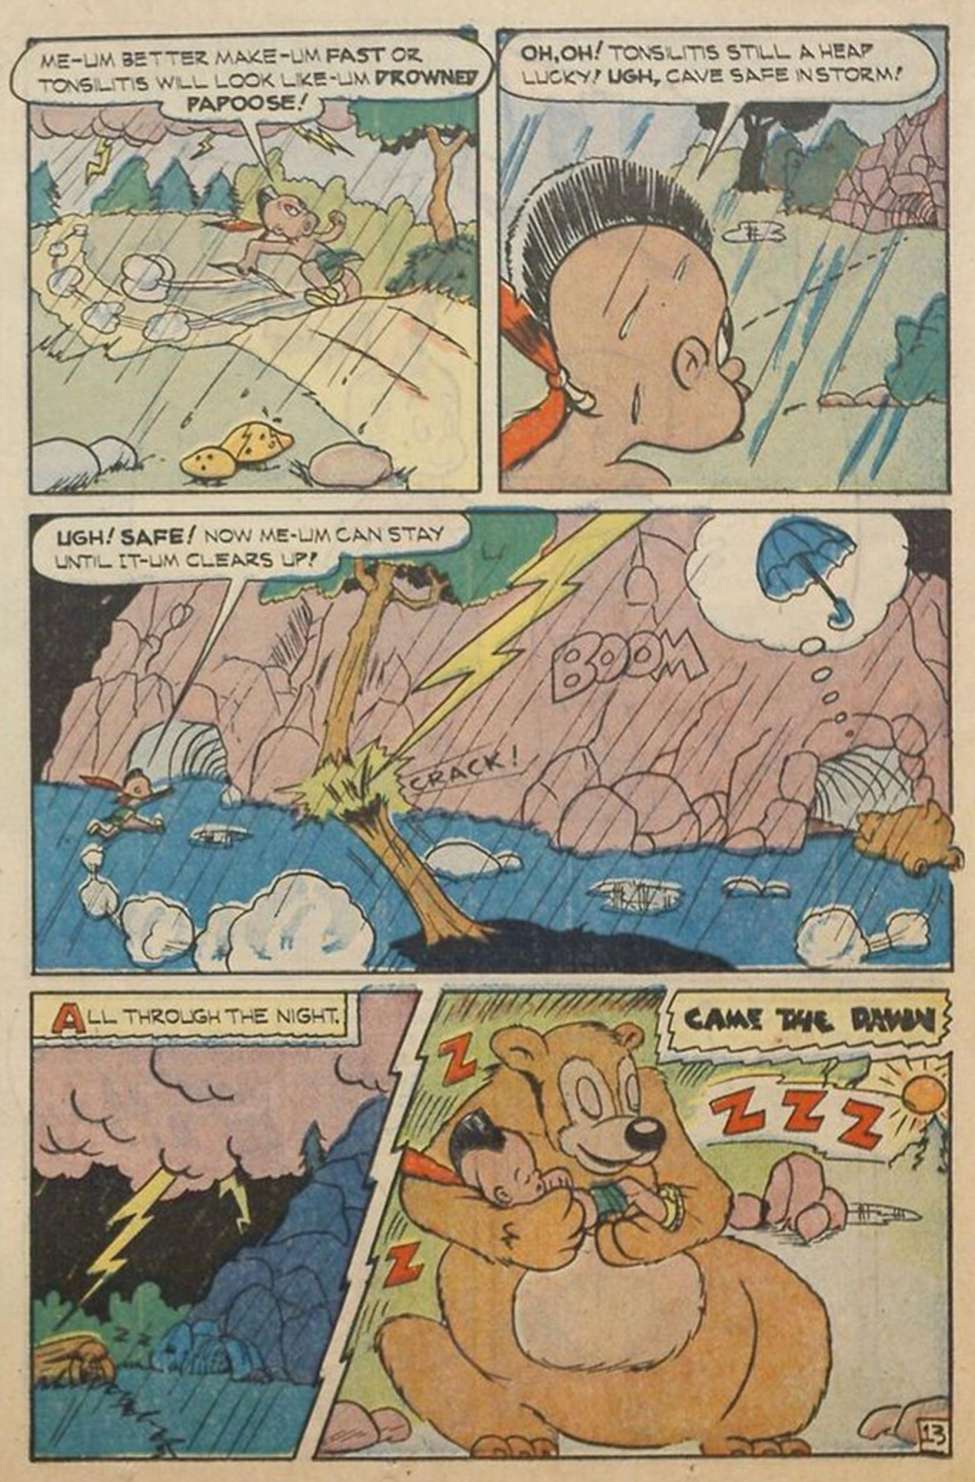 ME-UM BETTER MAKE-UM FAST OR
TONSILITIS WILL LOOK LIKE-UM DROWNED
PAPOOSE!
OH, OH! TONSILITIS STILL A HEAP
LUCKY! UGH, CAVE SAFE IN STORM!
UGH! SAFE! NOW ME-UM CAN STAY
UNTIL IT-UM CLEARS UP!
BOOM
CRACK!
ALL THROUGH THE NIGHT.
Z Z
CAME THE DAWN
Z
Z Z Z
Z
13